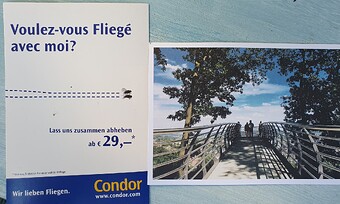 Voulez-vous Fliegé
avec moi?
Lass uns zusammen abheben
ab € 29,—
Wir lieben Fliegen.
Condor
www.condor.com